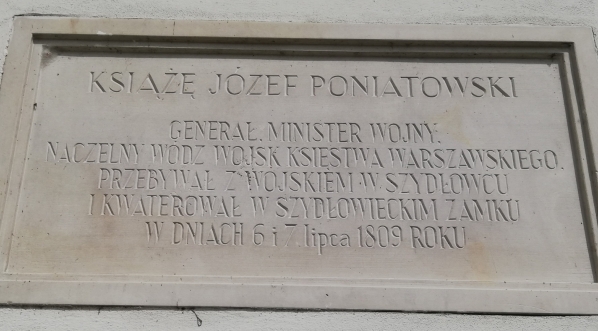 KSIĄŻĘ JÓZEF PONIATOWSKI
GENERAŁ, MINISTER WOJNY,
NACZELNY WÓDZ WOJSK KSIĘSTWA WARSZAWSKIEGO.
PRZEBYWAŁ Z WOJSKIEM W SZYDŁOWCU
I KWATEROWAŁ W SZYDŁOWIECKIM ZAMKU
W DNIACH 6 i 7. lipca 1809 ROKU